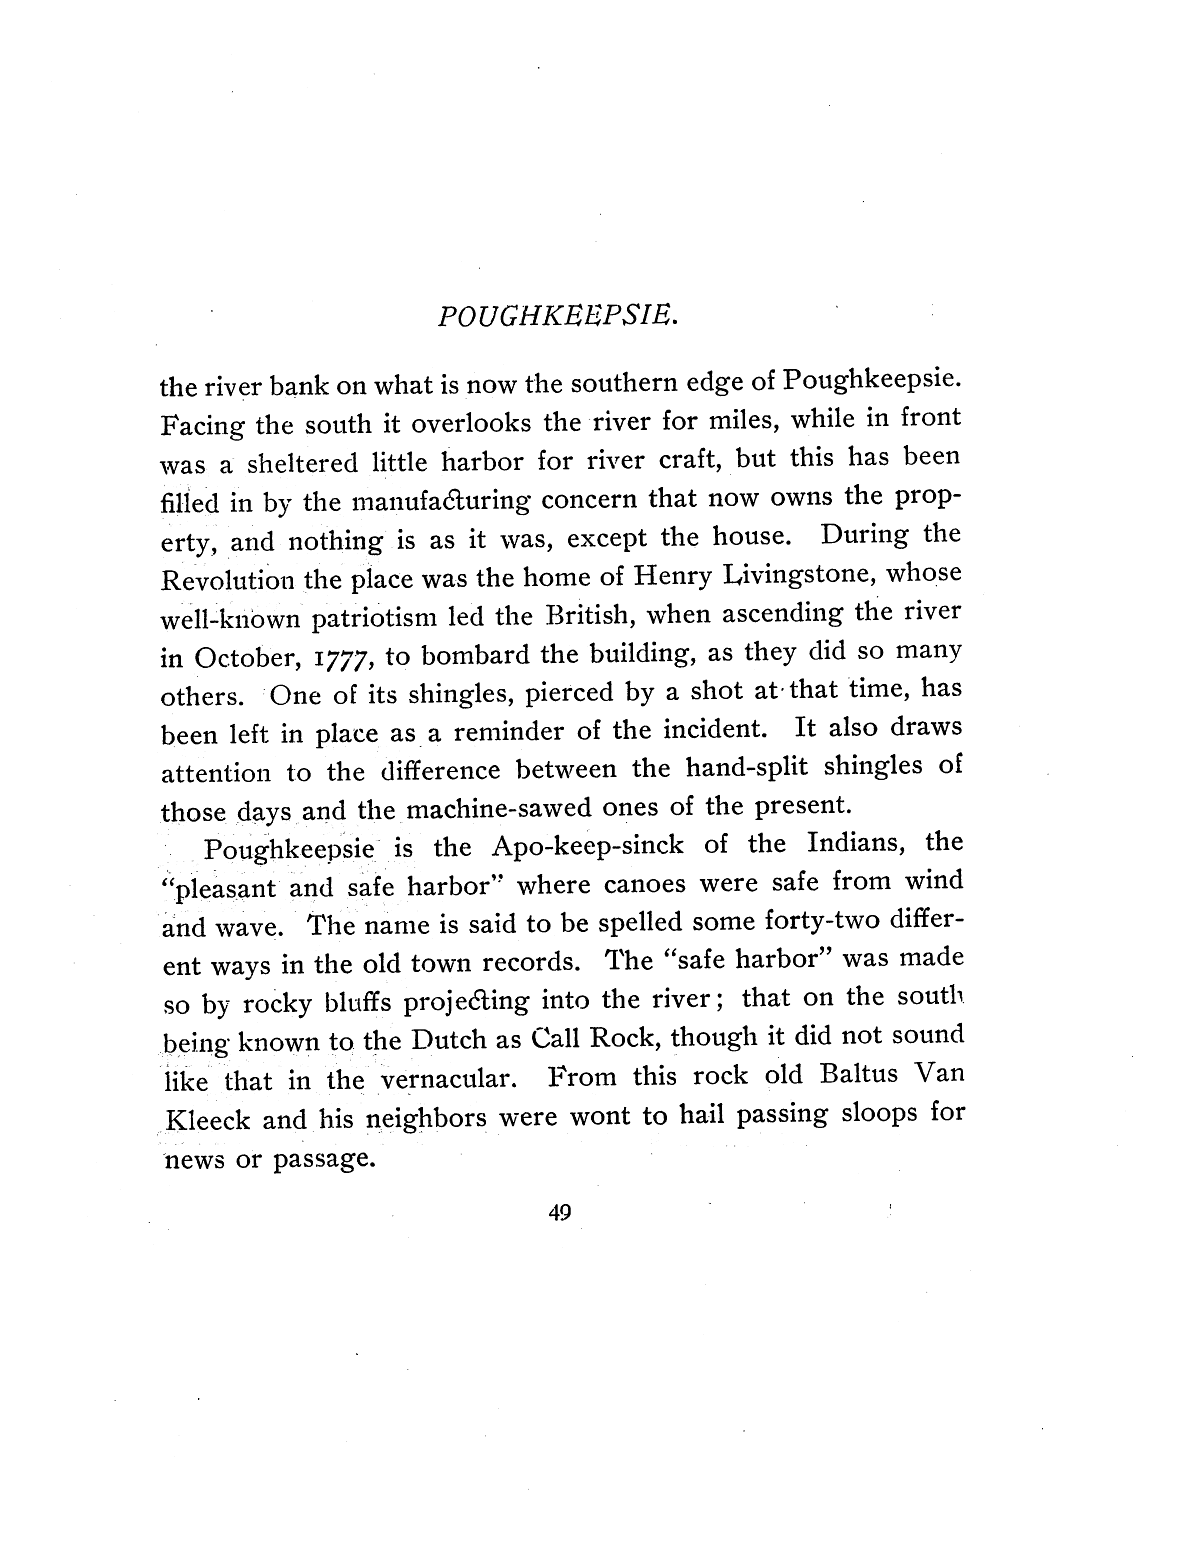 POUGHKEEPSIE.
the river bank on what is now the southern edge of Poughkeepsie.
Facing the south it overlooks the river for miles, while in front
was a sheltered little harbor for river craft, but this has been
filled in by the manufacturing concern that now owns the prop-
erty, and nothing is as it was, except the house. During the
Revolution the place was the home of Henry Livingstone, whose
well-known patriotism led the British, when ascending the river
in October, 1777, to bombard the building, as they did so many
others. One of its shingles, pierced by a shot at that time, has
been left in place as a reminder of the incident. It also draws
attention to the difference between the hand-split shingles of
those days and the machine-sawed ones of the present.
Poughkeepsie is the Apo-keep-sinck of the Indians, the
“pleasant and safe harbor” where canoes were safe from wind
and wave. The name is said to be spelled some forty-two differ-
ent ways in the old town records. The “safe harbor” was made
so by rocky bluffs projecting into the river; that on the south
being known to the Dutch as Call Rock, though it did not sound
like that in the vernacular. From this rock old Baltus Van
Kleeck and his neighbors were wont to hail passing sloops for
news or passage.
49